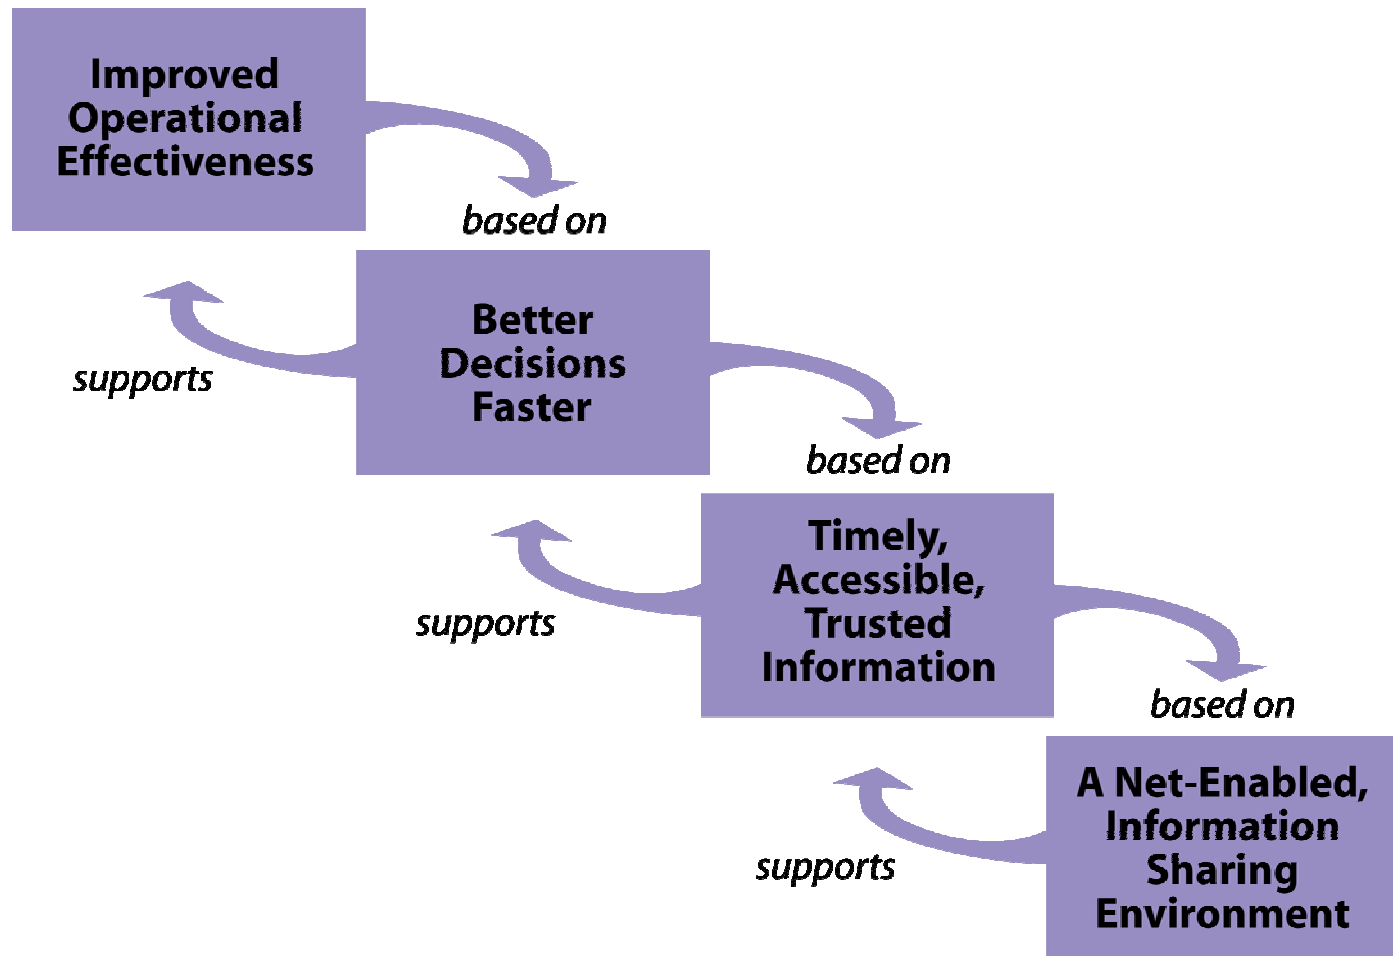 Improved
Operational
Effectiveness
based on
supports
Better
Decisions
Faster
based on
supports
Timely,
Accessible,
Trusted
Information
based on
supports
A Net-Enabled,
Information
Sharing
Environment